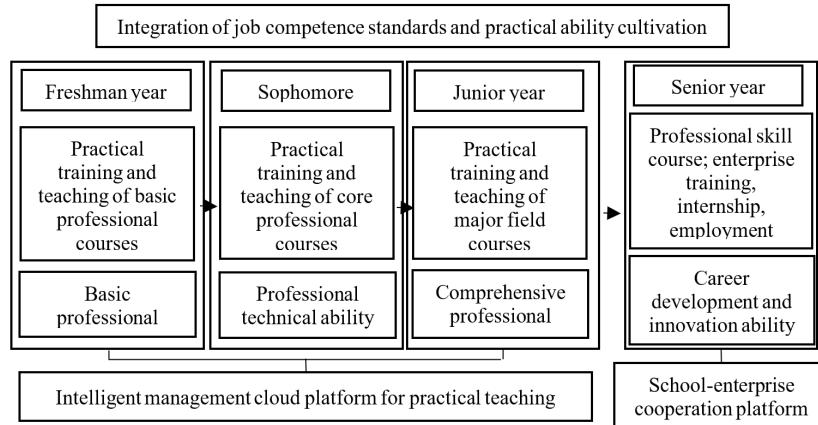 Integration of job competence standards and practical ability cultivation
Freshman year
Practical
training and
teaching of basic
professional
courses
Basic
professional
Sophomore
Practical
training and
teaching of core
professional
courses
Professional
technical ability
Junior year
Practical
training and
teaching of
major field
courses
Comprehensive
professional
Senior year
Professional skill
course; enterprise
training,
internship,
employment
Career
development and
innovation ability
Intelligent management cloud platform for practical teaching
School-enterprise
cooperation platform